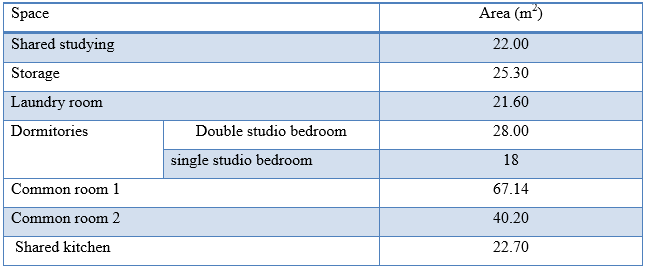 Space Area (m²)
Shared studying 22.00
Storage 25.30
Laundry room 21.60
Dormitories Double studio bedroom 28.00
single studio bedroom 18
Common room 1 67.14
Common room 2 40.20
Shared kitchen 22.70